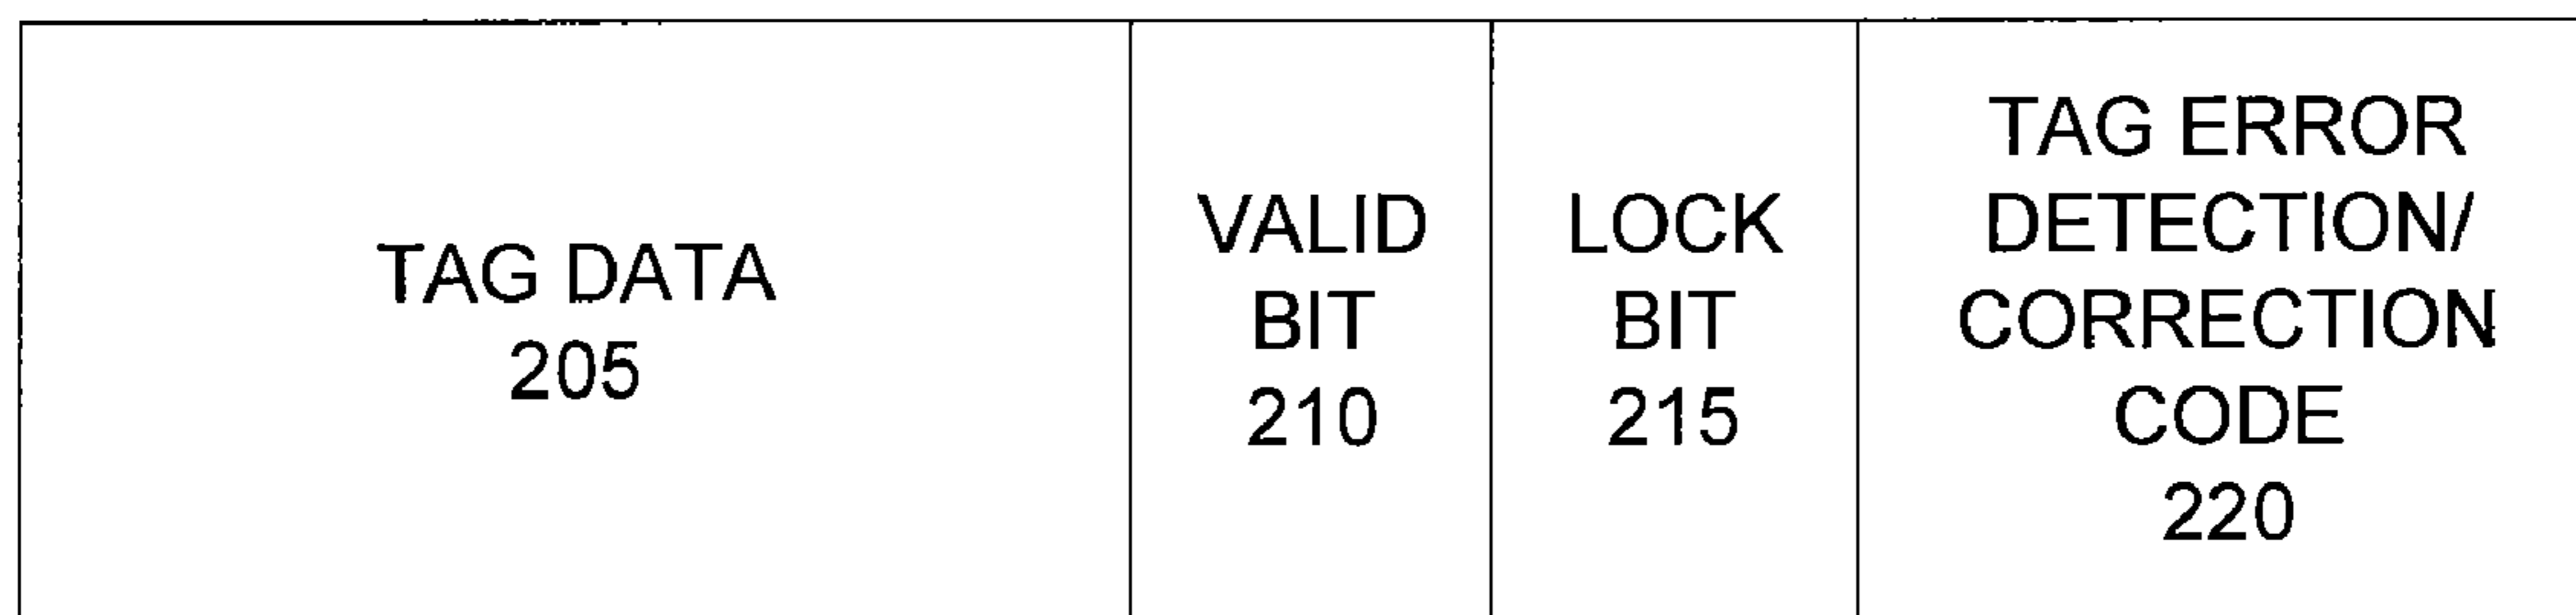 TAG DATA
205
VALID
BIT
210
LOCK
BIT
215
TAG ERROR
DETECTION/
CORRECTION
CODE
220